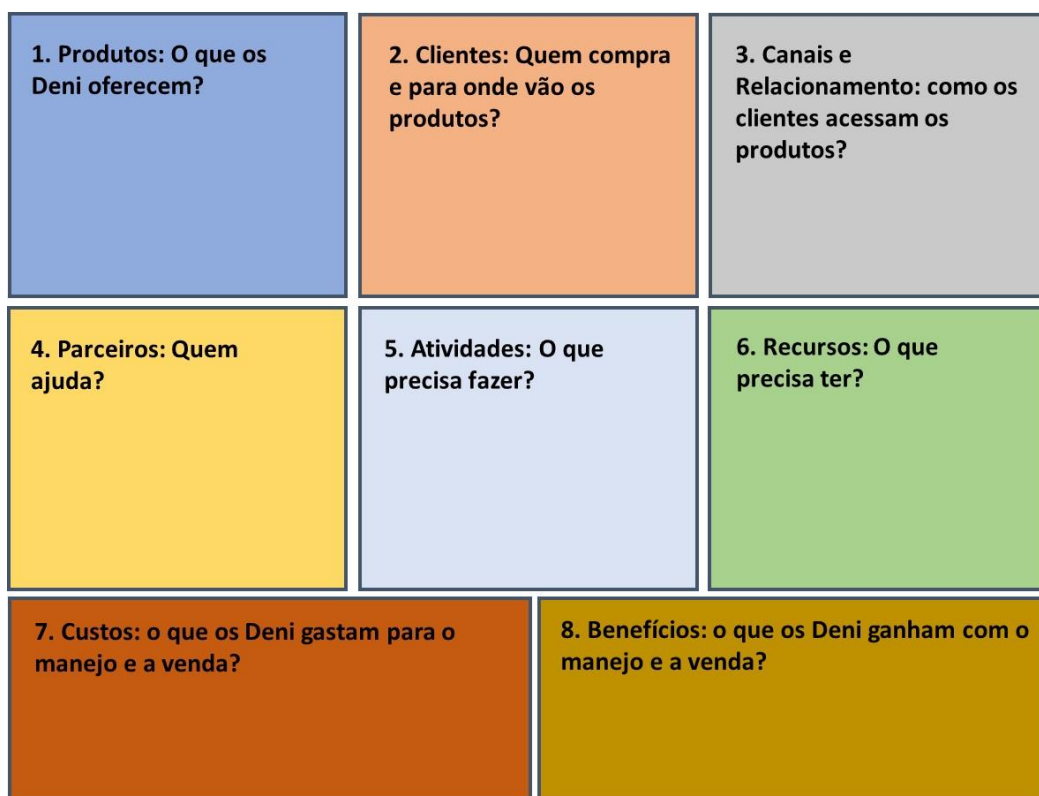 1. Produtos: O que os
Deni oferecem?
2. Clientes: Quem compra
e para onde vão os
produtos?
3. Canais e
Relacionamento: como os
clientes acessam os
produtos?
4. Parceiros: Quem
ajuda?
5. Atividades: O que
precisa fazer?
6. Recursos: O que
precisa ter?
7. Custos: o que os Deni gastam para o
manejo e a venda?
8. Benefícios: o que os Deni ganham com o
manejo e a venda?